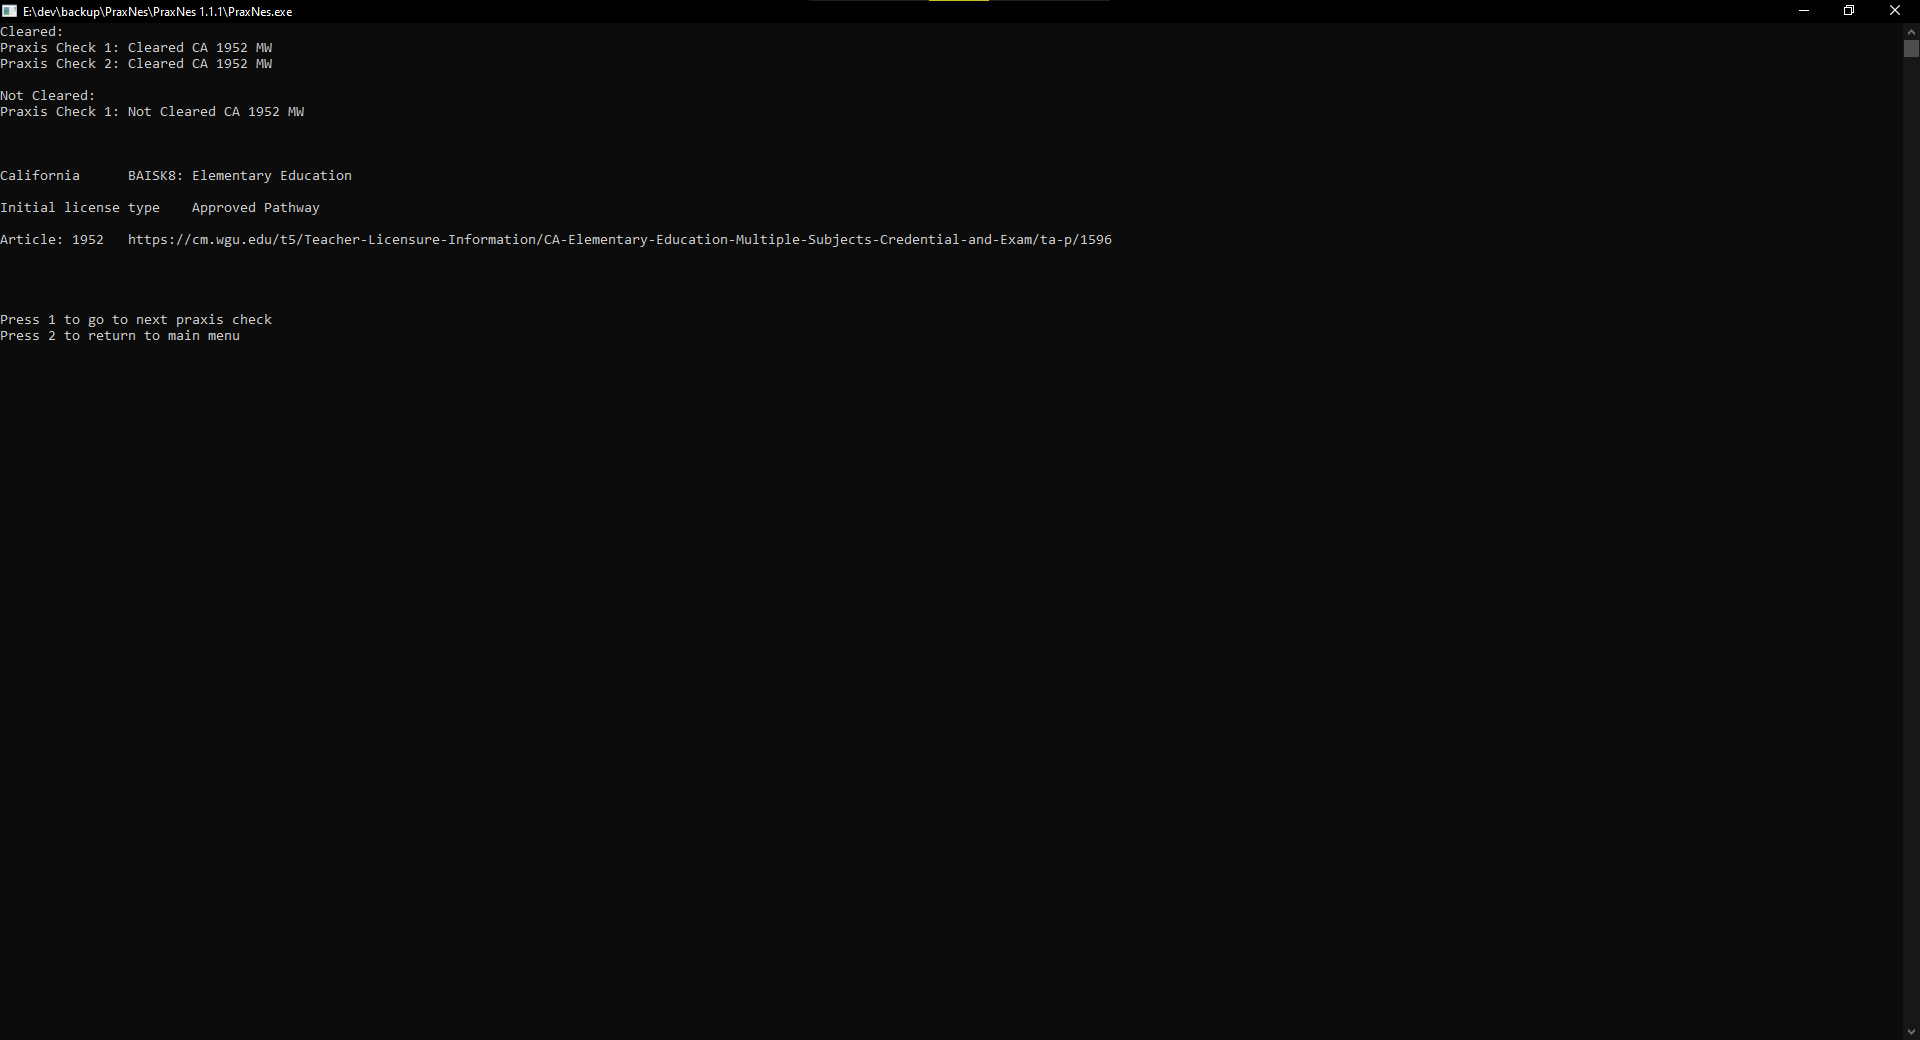 E:\dev\backup\PraxNes\PraxNes 1.1.1\PraxNes.exe
Cleared:
Praxis Check 1: Cleared CA 1952 MW
Praxis Check 2: Cleared CA 1952 MW
Not Cleared:
Praxis Check 1: Not Cleared CA 1952 MW
California      BAISK8: Elementary Education
Initial license type    Approved Pathway
Article: 1952   https://cm.wgu.edu/t5/Teacher-Licensure-Information/CA-Elementary-Education-Multiple-Subjects-Credential-and-Exam/ta-p/1596
Press 1 to go to next praxis check
Press 2 to return to main menu